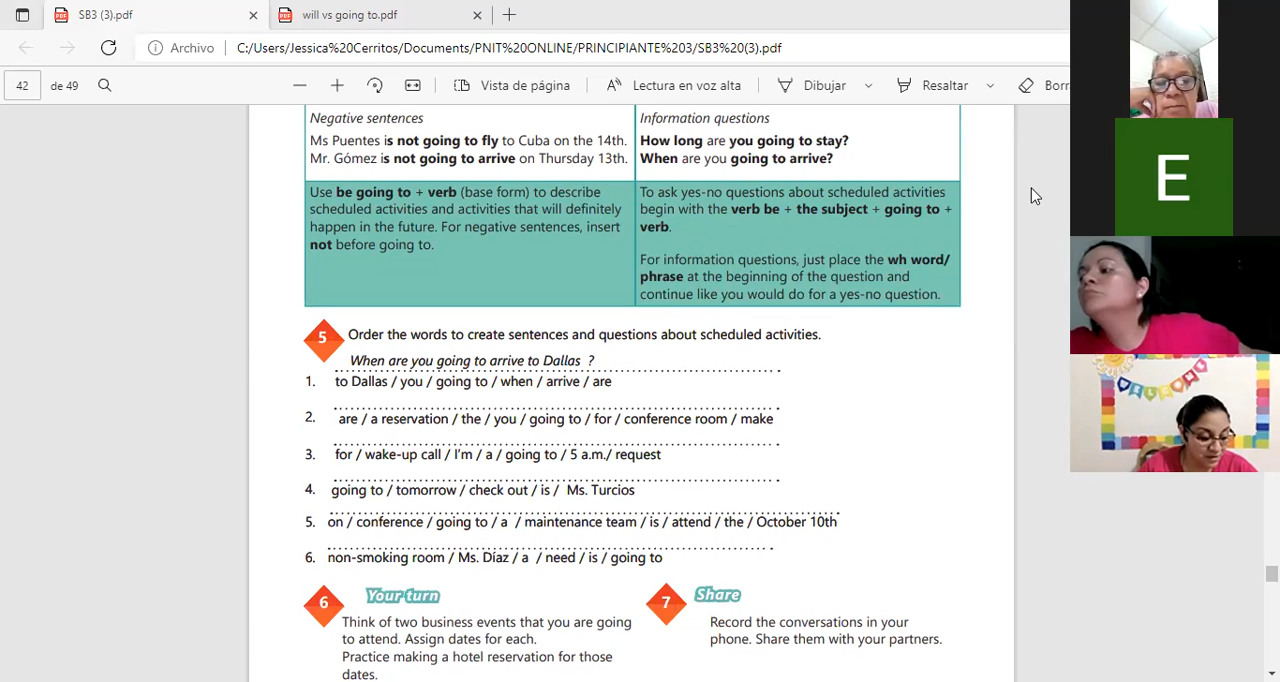 SB3 (3).pdf
will vs going to.pdf
Archivo
C:/Users/Jessica%20Cerritos/Documents/PNIT%20ONLINE/PRINCIPIANTE%203/SB3%20(3).pdf
42 de 49
Vista de página
Lectura en voz alta
Dibujar
Resaltar
Borr
Negative sentences
Ms Puentes is not going to fly to Cuba on the 14th.
Mr. Gómez is not going to arrive on Thursday 13th.
Information questions
How long are you going to stay?
When are you going to arrive?
Use be going to + verb (base form) to describe
scheduled activities and activities that will definitely
happen in the future. For negative sentences, insert
not before going to.
To ask yes-no questions about scheduled activities
begin with the verb be + the subject + going to +
verb.
For information questions, just place the wh word/
phrase at the beginning of the question and
continue like you would do for a yes-no question.
5 Order the words to create sentences and questions about scheduled activities.
When are you going to arrive to Dallas ?
1. to Dallas / you / going to / when / arrive / are
2. are / a reservation / the / you / going to / for / conference room / make
3. for / wake-up call / I'm / a / going to / 5 a.m./ request
4. going to / tomorrow / check out / is / Ms. Turcios
5. on / conference / going to / a / maintenance team / is / attend / the / October 10th
6. non-smoking room / Ms. Díaz / a / need / is / going to
6 Your turn
Think of two business events that you are going
to attend. Assign dates for each.
Practice making a hotel reservation for those
dates.
7 Share
Record the conversations in your
phone. Share them with your partners.
E